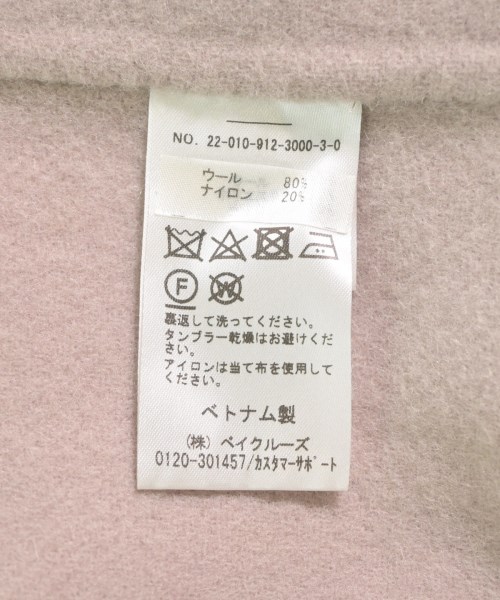 NO. 22-010-912-3000-3-0
ウール 80%
ナイロン 20%
F W
裏返して洗ってください。
タンブラー乾燥はお避けくだ
さい。
アイロンは当て布を使用して
ください。
ベトナム製
(株) ベイクルーズ
0120-301457/カスタマーサポート